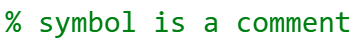 % symbol is a comment